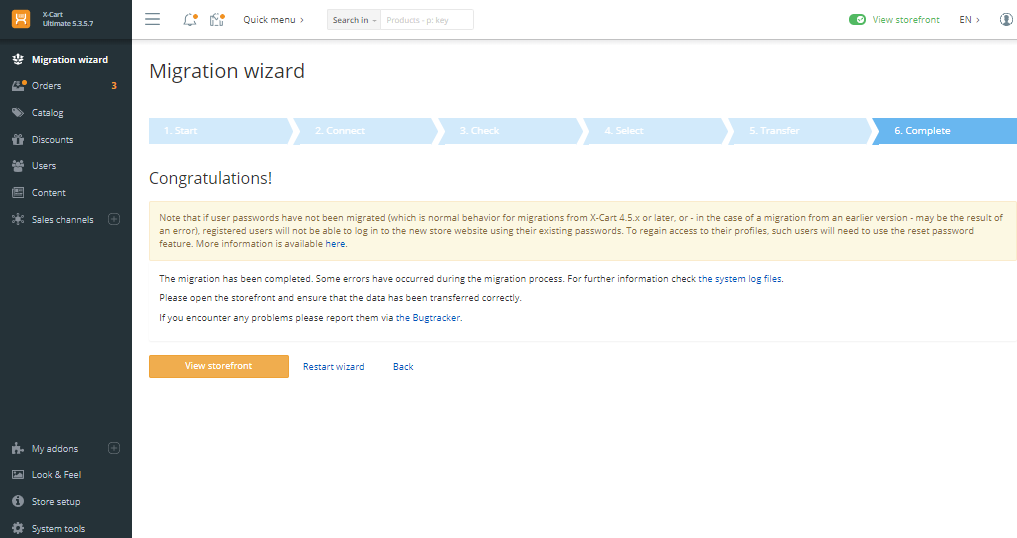 X-Cart
Ultimate 5.3.5.7
Quick menu ›
Search in
Products - p: key
View storefront
EN ›
Migration wizard
Orders 3
Catalog
Discounts
Users
Content
Sales channels
My addons
Look & Feel
Store setup
System tools
Migration wizard
1. Start
2. Connect
3. Check
4. Select
5. Transfer
6. Complete
Congratulations!
Note that if user passwords have not been migrated (which is normal behavior for migrations from X-Cart 4.5.x or later, or - in the case of a migration from an earlier version - may be the result of
an error), registered users will not be able to log in to the new store website using their existing passwords. To regain access to their profiles, such users will need to use the reset password
feature. More information is available here.
The migration has been completed. Some errors have occurred during the migration process. For further information check the system log files.
Please open the storefront and ensure that the data has been transferred correctly.
If you encounter any problems please report them via the Bugtracker.
View storefront
Restart wizard
Back